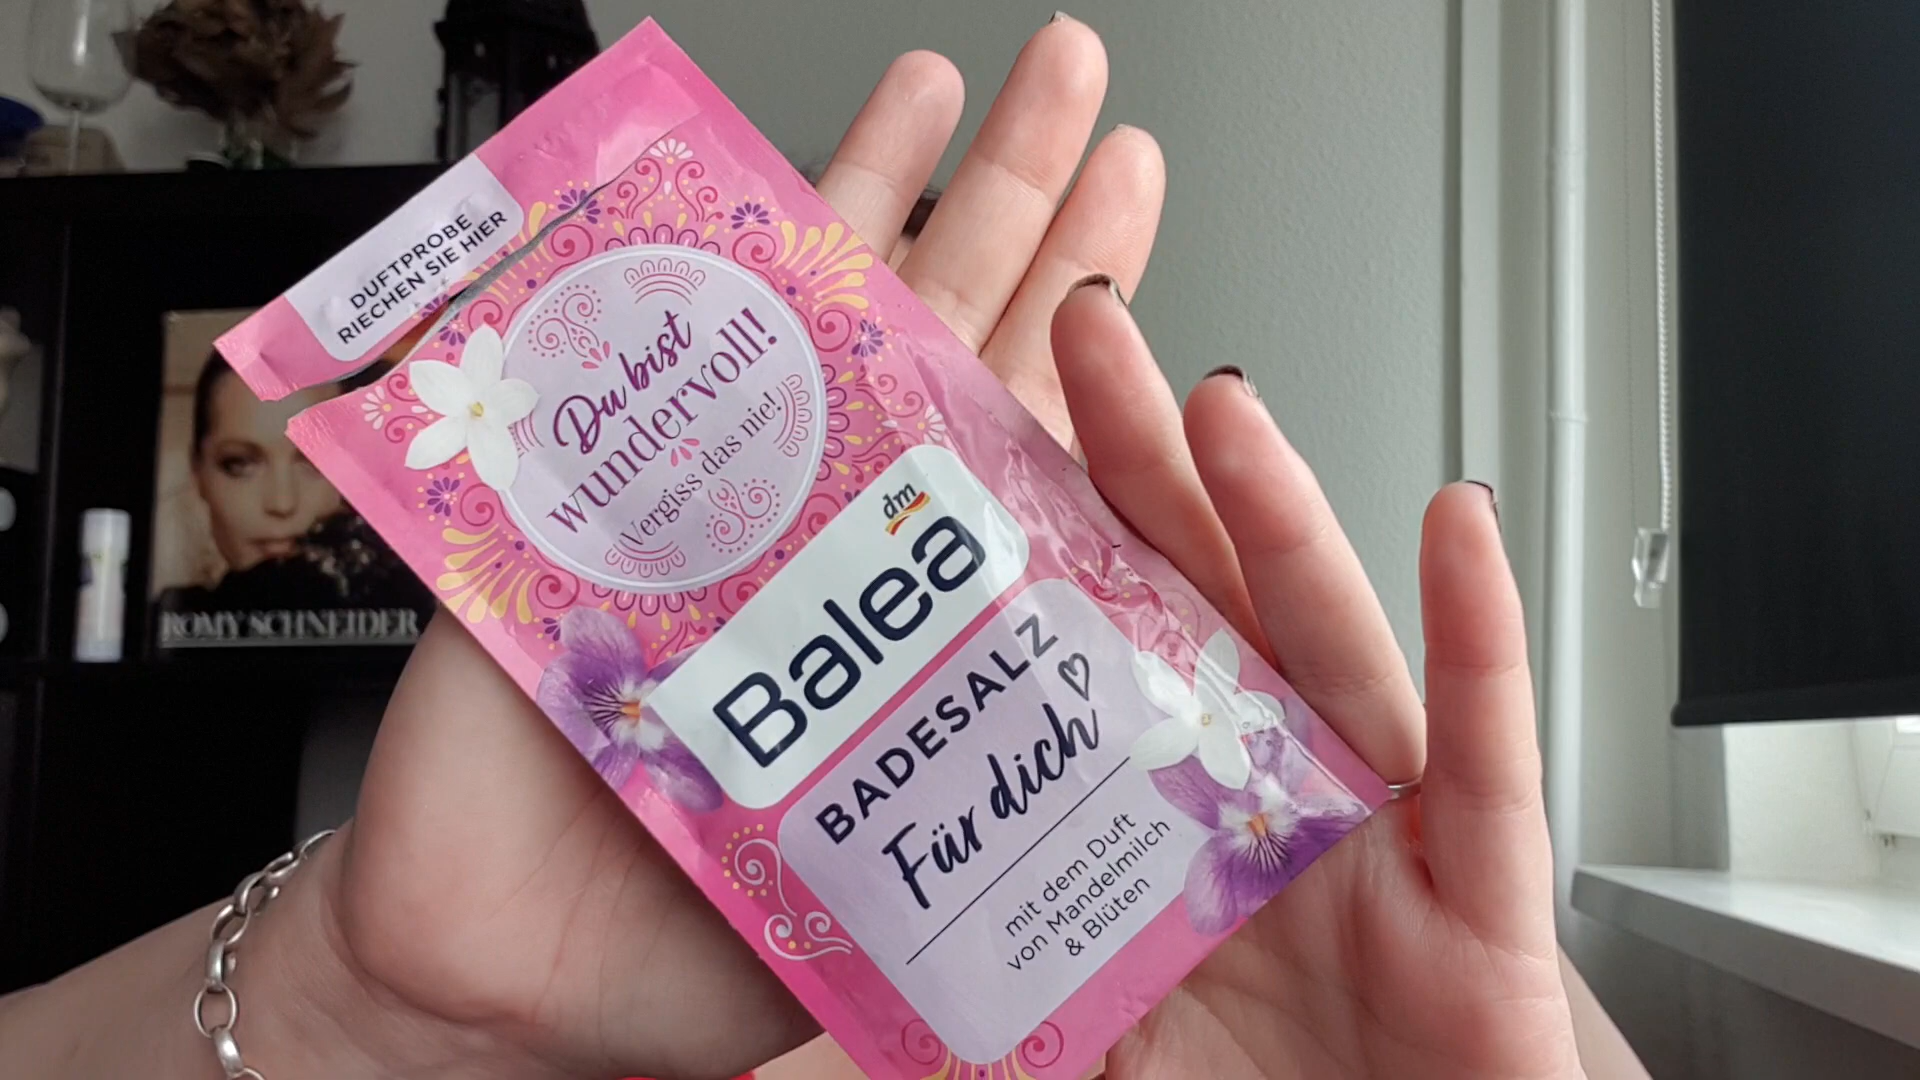 DUFTPROBE
RIECHEN SIE HIER
Du bist
wundervoll!
Vergiss das nie!
dm
Balea
BADESALZ
Für dich
mit dem Duft
von Mandelmilch
& Blüten
ROMY SCHNEIDER